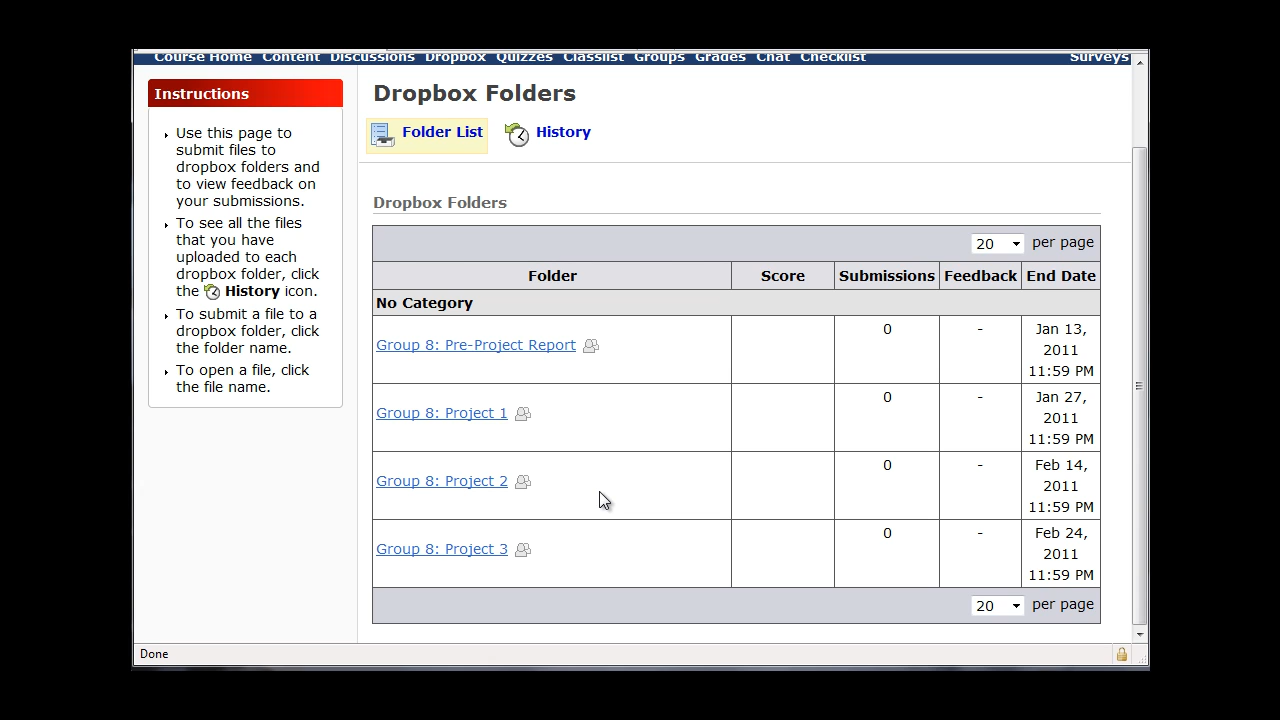 Course Home Content Discussions Dropbox Quizzes Classlist Groups Grades Chat Checklist Surveys
Instructions
Use this page to
submit files to
dropbox folders and
to view feedback on
your submissions.
To see all the files
that you have
uploaded to each
dropbox folder, click
the History icon.
To submit a file to a
dropbox folder, click
the folder name.
To open a file, click
the file name.
Dropbox Folders
Folder List History
Dropbox Folders
20 per page
Folder Score Submissions Feedback End Date
No Category
Group 8: Pre-Project Report 0 - Jan 13,
2011
11:59 PM
Group 8: Project 1 0 - Jan 27,
2011
11:59 PM
Group 8: Project 2 0 - Feb 14,
2011
11:59 PM
Group 8: Project 3 0 - Feb 24,
2011
11:59 PM
20 per page
Done